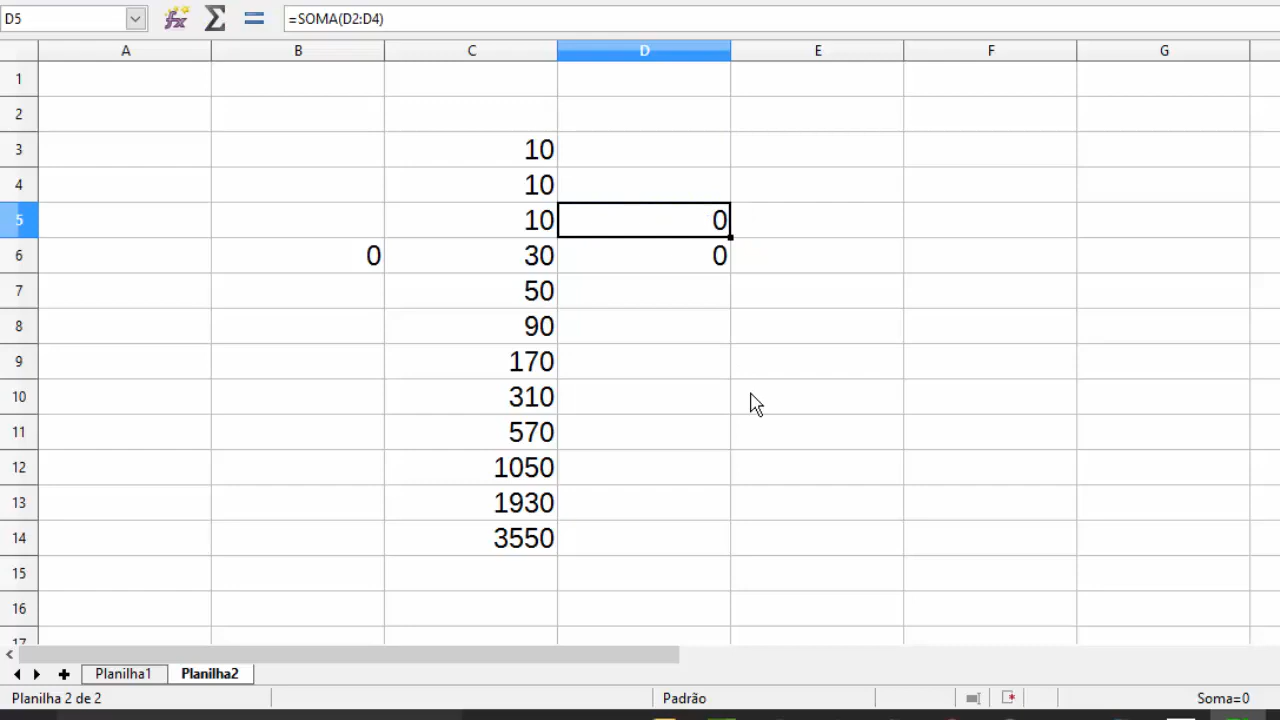 D5 =SOMA(D2:D4)
A B C D E F G
1
2
3 10
4 10
5 10 0
6 0 30 0
7 50
8 90
9 170
10 310
11 570
12 1050
13 1930
14 3550
15
16
17
Planilha1 Planilha2
Planilha 2 de 2 Padrão Soma=0